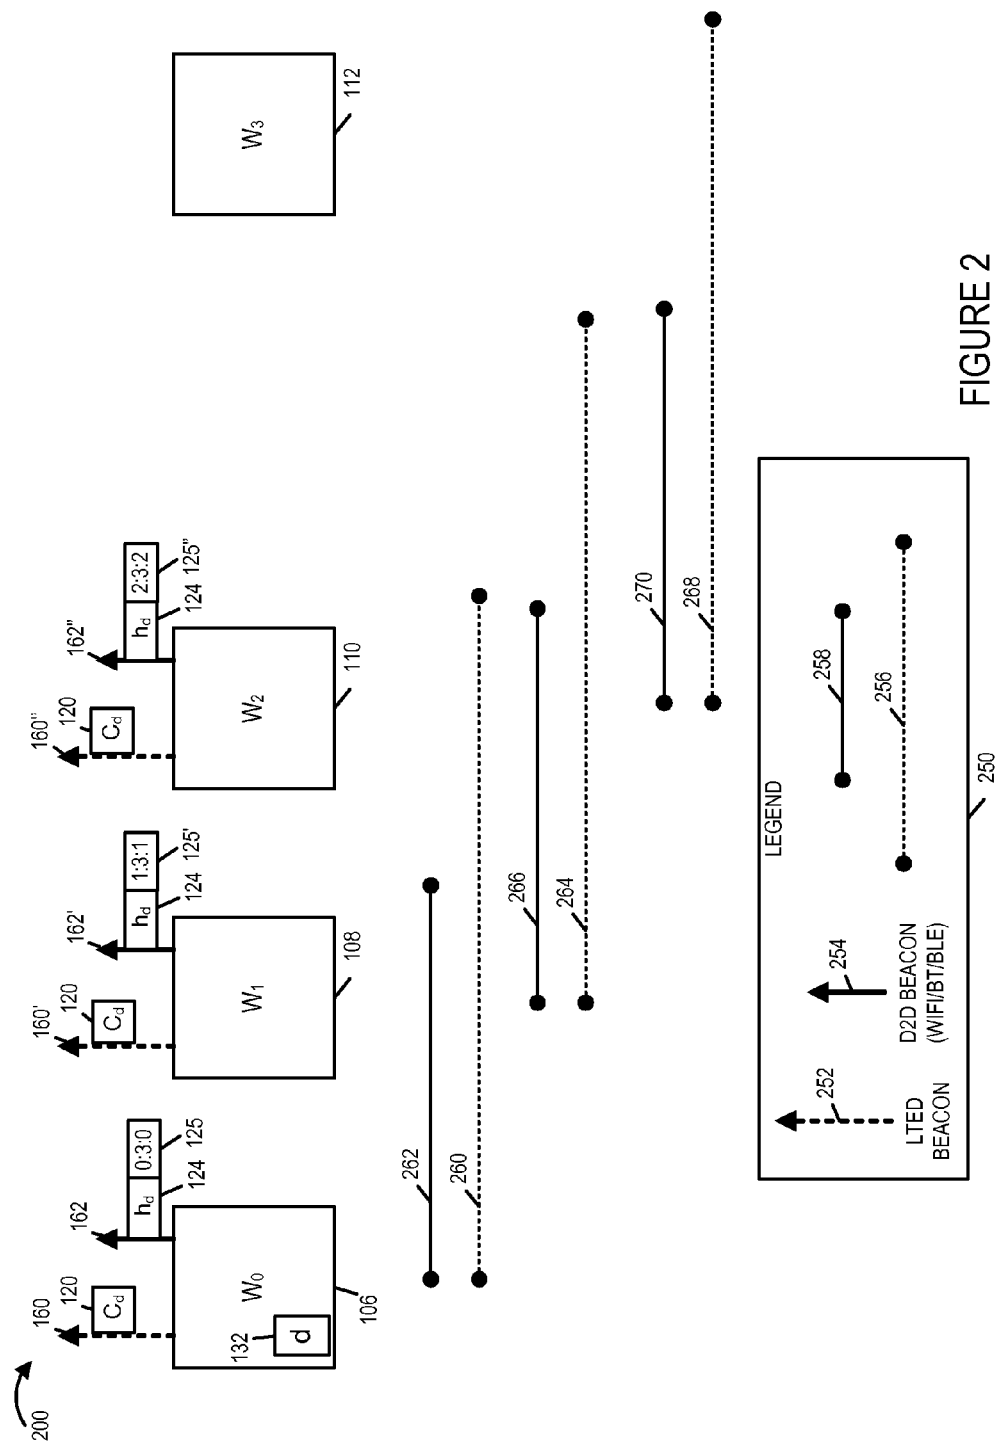 200
160
120
Cd
162
hd
0:3:0
124
125
W0
132
d
106
160'
120
Cd
162'
hd
1:3:1
124
125'
W1
108
160"
120
Cd
162"
hd
2:3:2
124
125"
W2
110
W3
112
262
260
266
264
270
268
LEGEND
252
LTED
BEACON
254
D2D BEACON
(WIFI/BT/BLE)
258
256
250
FIGURE 2